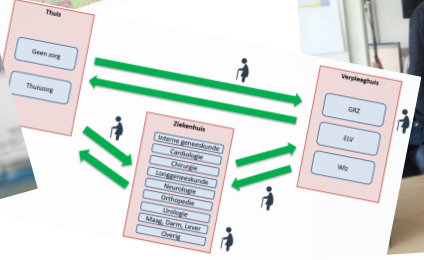 Thuis
Geen zorg
Thuiszorg
Ziekenhuis
Interne geneeskunde
Cardiologie
Chirurgie
Longgeneeskunde
Neurologie
Orthopedie
Urologie
Maag, Darm, Lever
Overig
Verpleeghuis
GRZ
ELV
Wlz